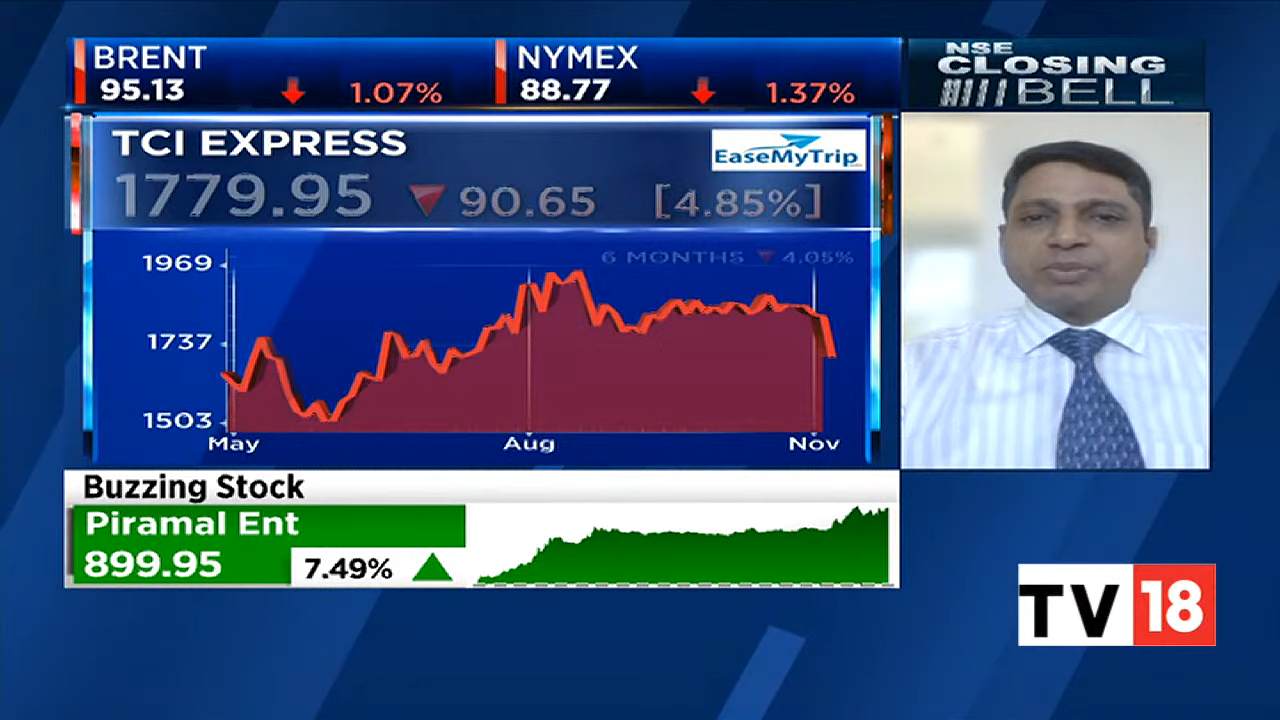 BRENT
95.13 1.07%
NYMEX
88.77 1.37%
NSE
CLOSING
BELL
TCI EXPRESS
EaseMyTrip
1779.95 90.65 [4.85%]
6 MONTHS 4.05%
1969
1737
1503
May Aug Nov
Buzzing Stock
Piramal Ent
899.95 7.49%
TV 18